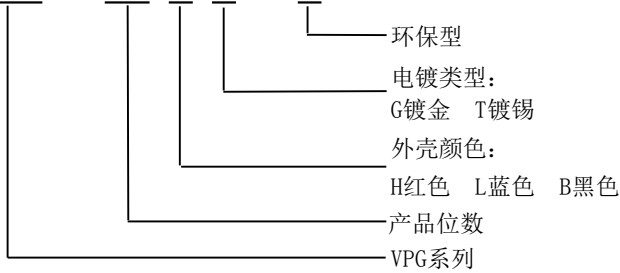 环保型
电镀类型：
G镀金 T镀锡
外壳颜色：
H红色 L蓝色 B黑色
产品位数
VPG系列